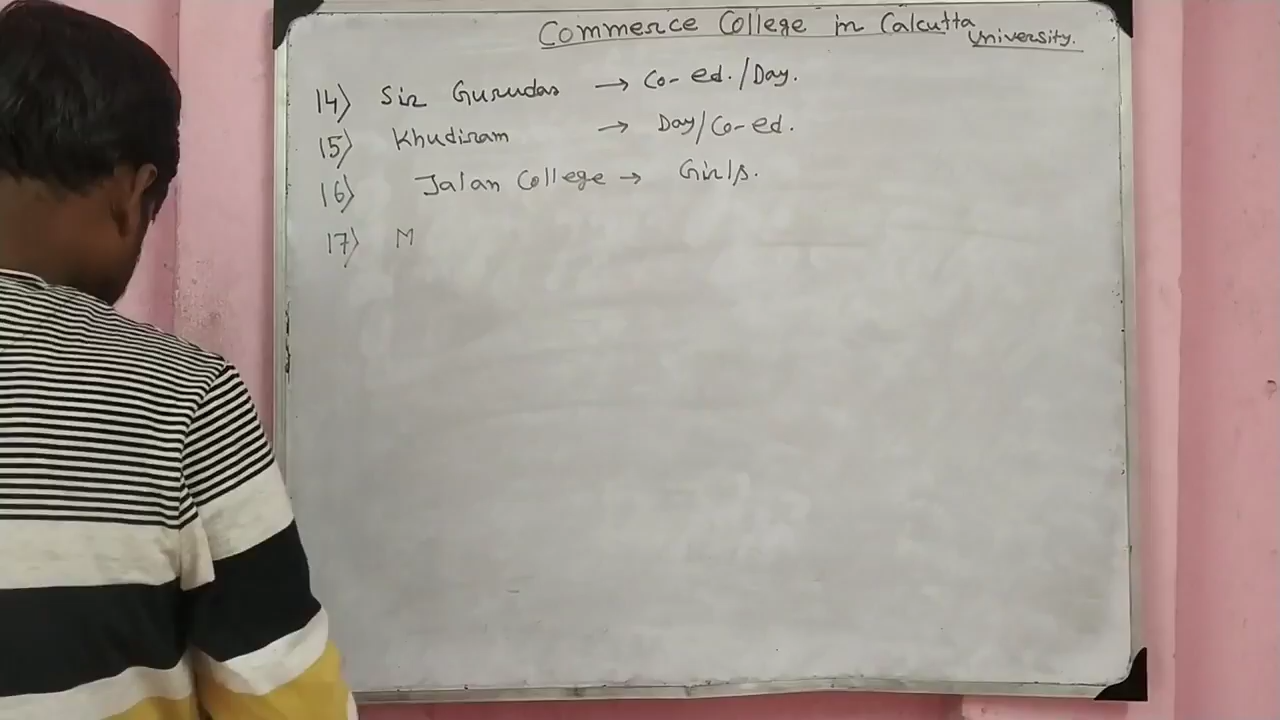 Commerce College in Calcutta University.
14) Sir Gurudas → Co-ed./Day.
15) Khudiram → Day/Co-ed.
16) Jalan College → Girls.
17) M